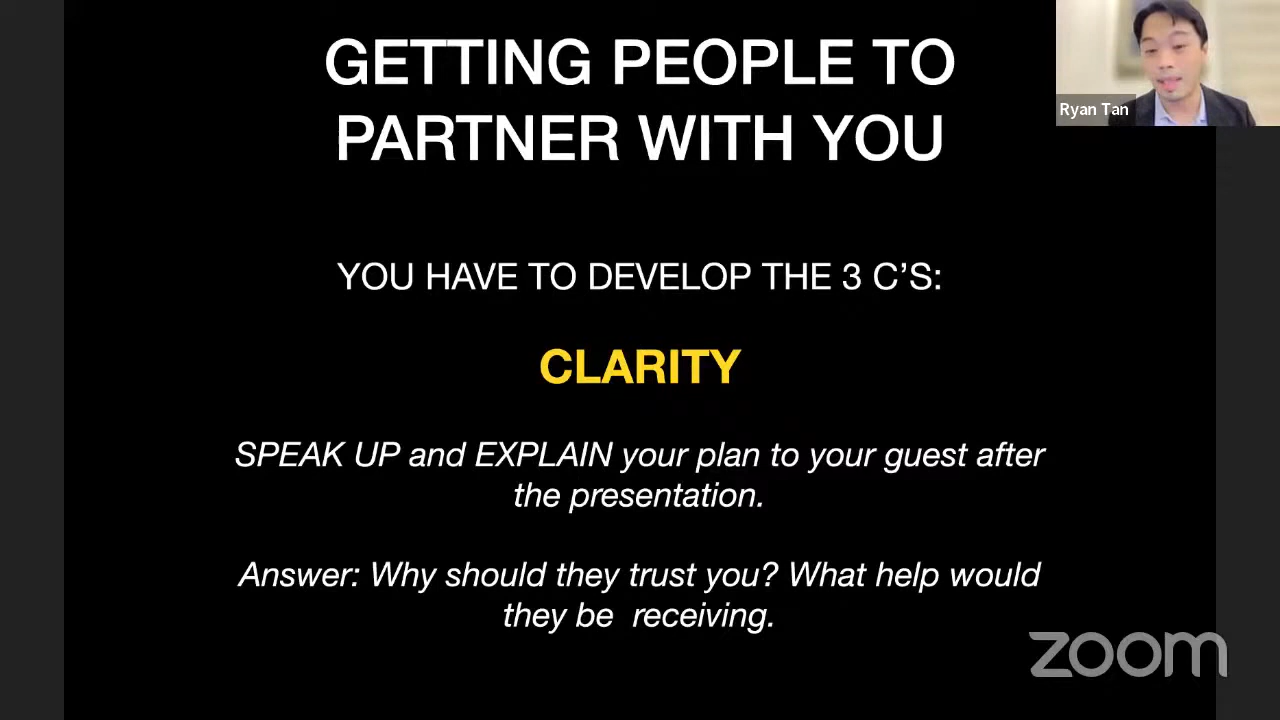 GETTING PEOPLE TO
PARTNER WITH YOU
Ryan Tan
YOU HAVE TO DEVELOP THE 3 C’S:
CLARITY
SPEAK UP and EXPLAIN your plan to your guest after
the presentation.
Answer: Why should they trust you? What help would
they be  receiving.
zoom